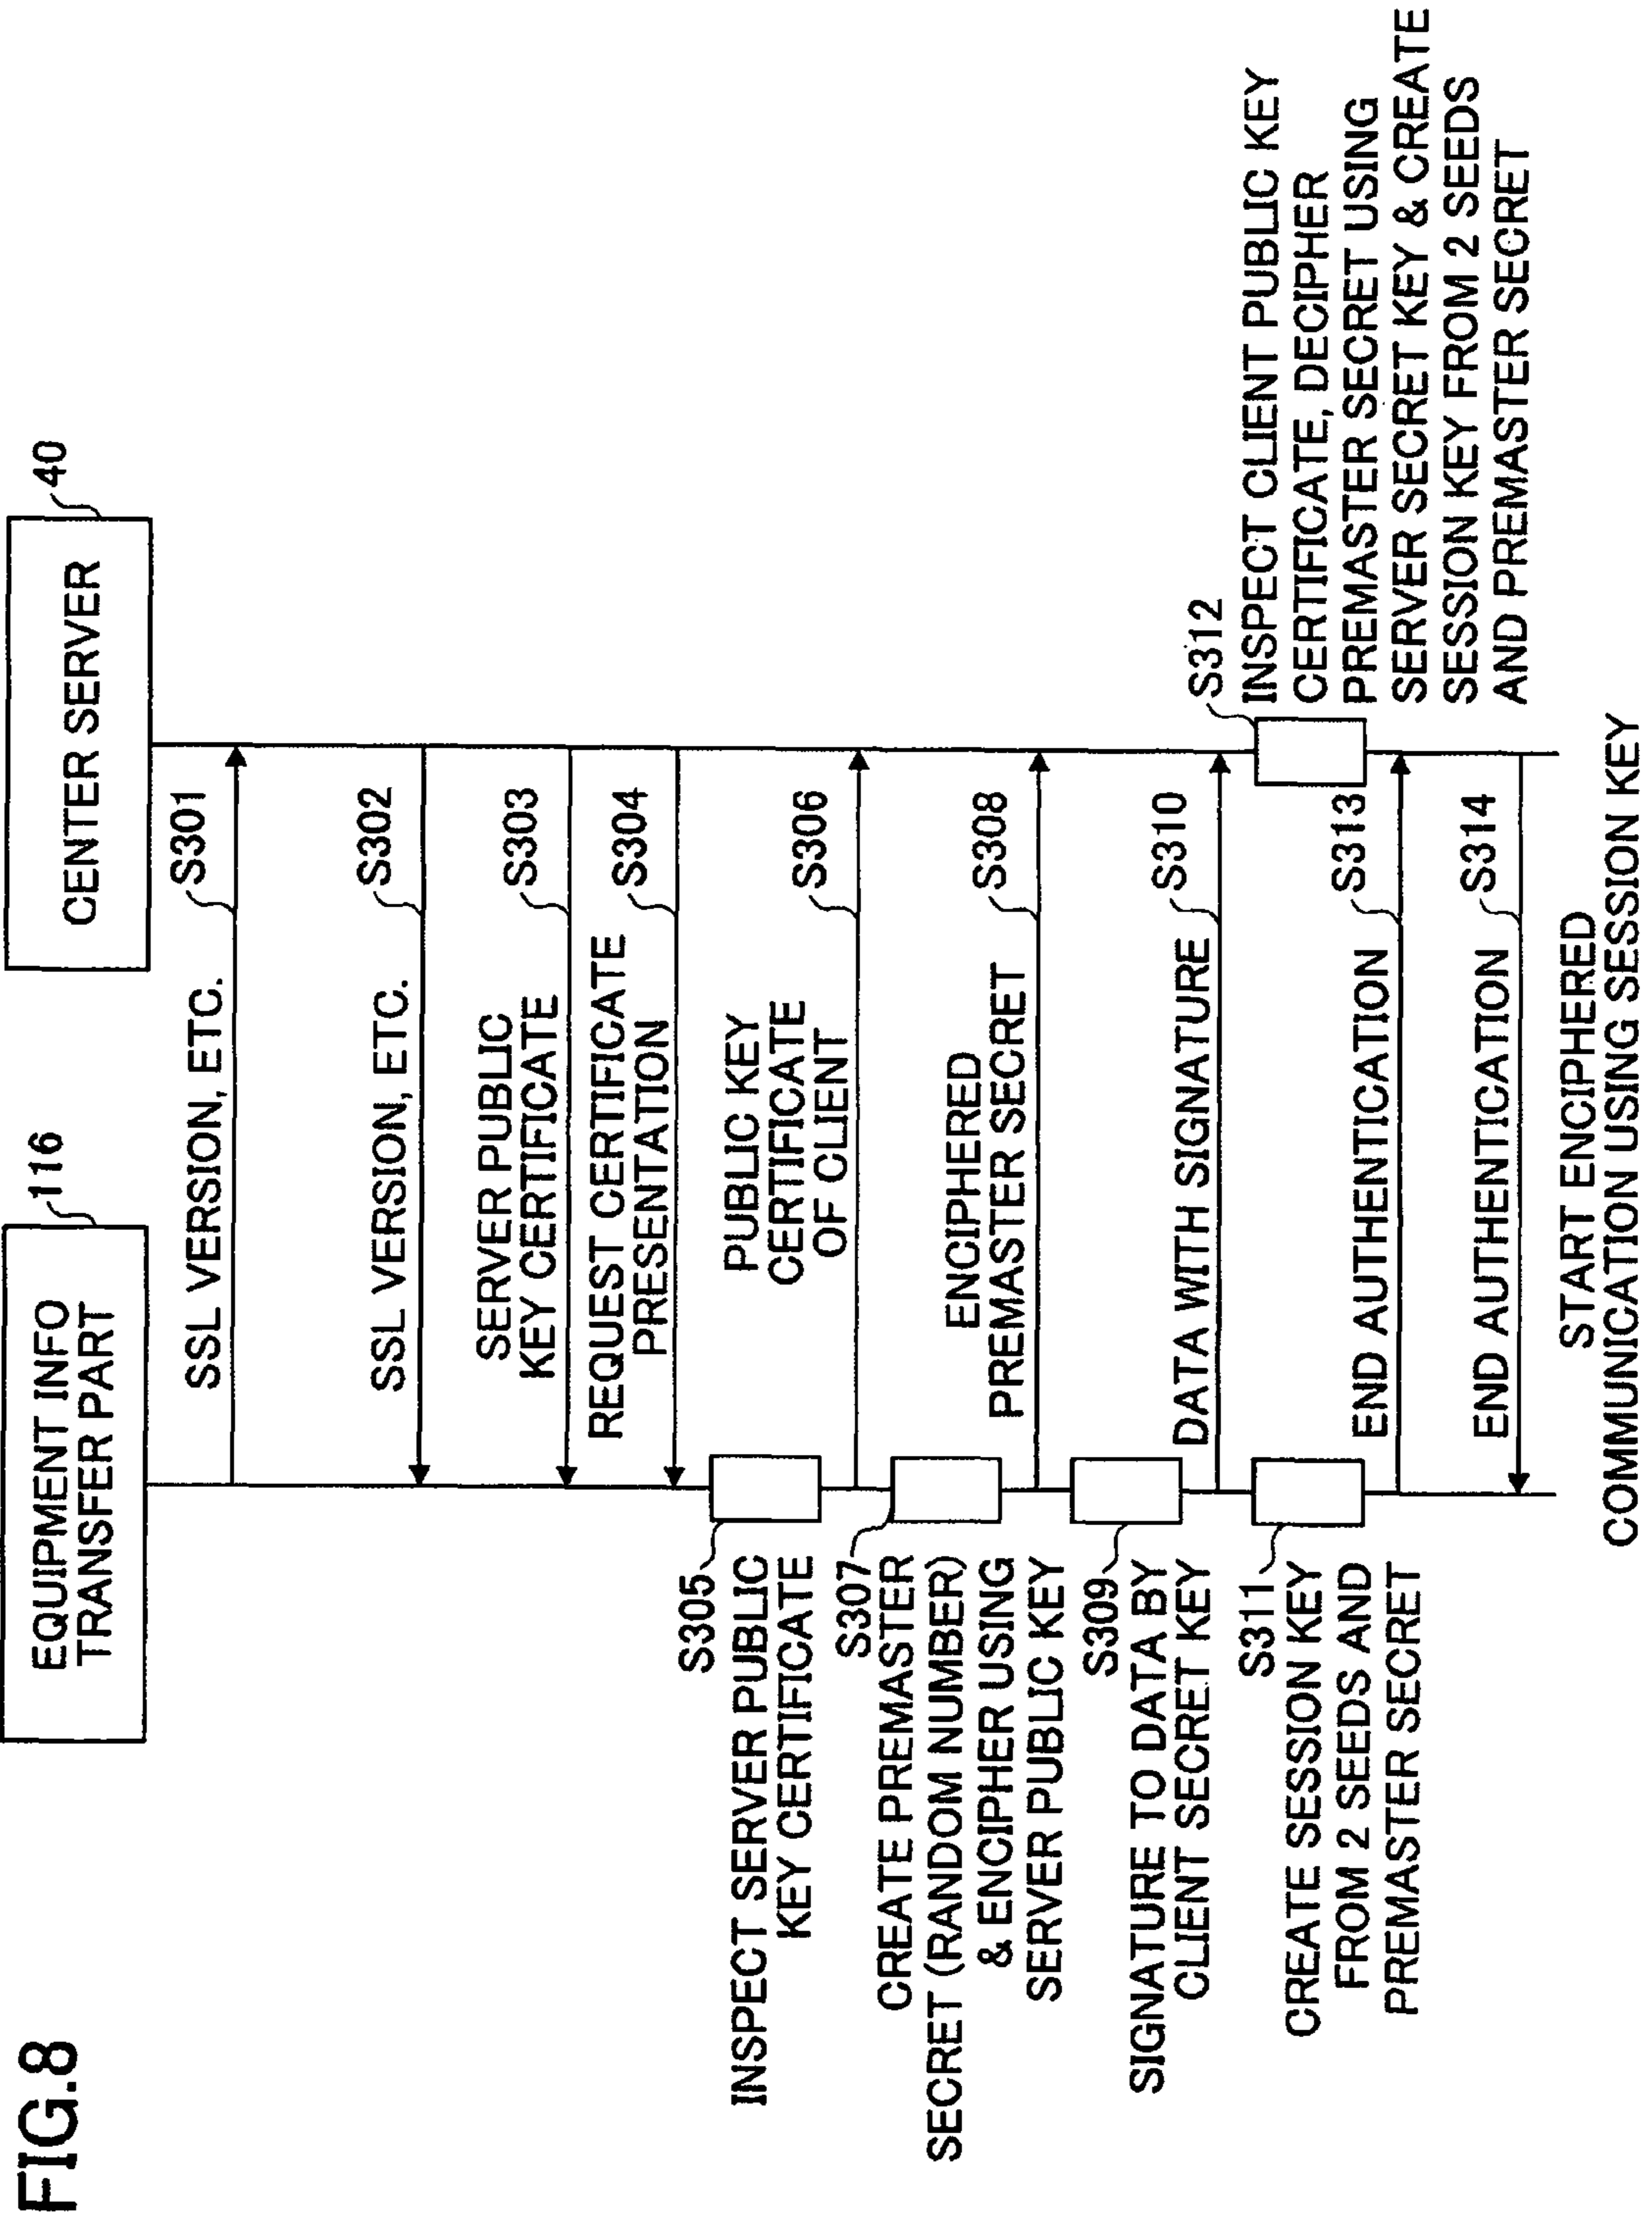 FIG.8
EQUIPMENT INFO
TRANSFER PART
116
CENTER SERVER
40
SSL VERSION, ETC.
S301
SSL VERSION, ETC.
S302
SERVER PUBLIC
KEY CERTIFICATE
S303
REQUEST CERTIFICATE
PRESENTATION
S304
S305
INSPECT SERVER PUBLIC
KEY CERTIFICATE
PUBLIC KEY
CERTIFICATE
OF CLIENT
S306
S307
CREATE PREMASTER
SECRET (RANDOM NUMBER)
& ENCIPHER USING
SERVER PUBLIC KEY
ENCIPHERED
PREMASTER SECRET
S308
S309
SIGNATURE TO DATA BY
CLIENT SECRET KEY
DATA WITH SIGNATURE
S310
S311
CREATE SESSION KEY
FROM 2 SEEDS AND
PREMASTER SECRET
S312
INSPECT CLIENT PUBLIC KEY
CERTIFICATE, DECIPHER
PREMASTER SECRET USING
SERVER SECRET KEY & CREATE
SESSION KEY FROM 2 SEEDS
AND PREMASTER SECRET
END AUTHENTICATION
S313
END AUTHENTICATION
S314
START ENCIPHERED
COMMUNICATION USING SESSION KEY